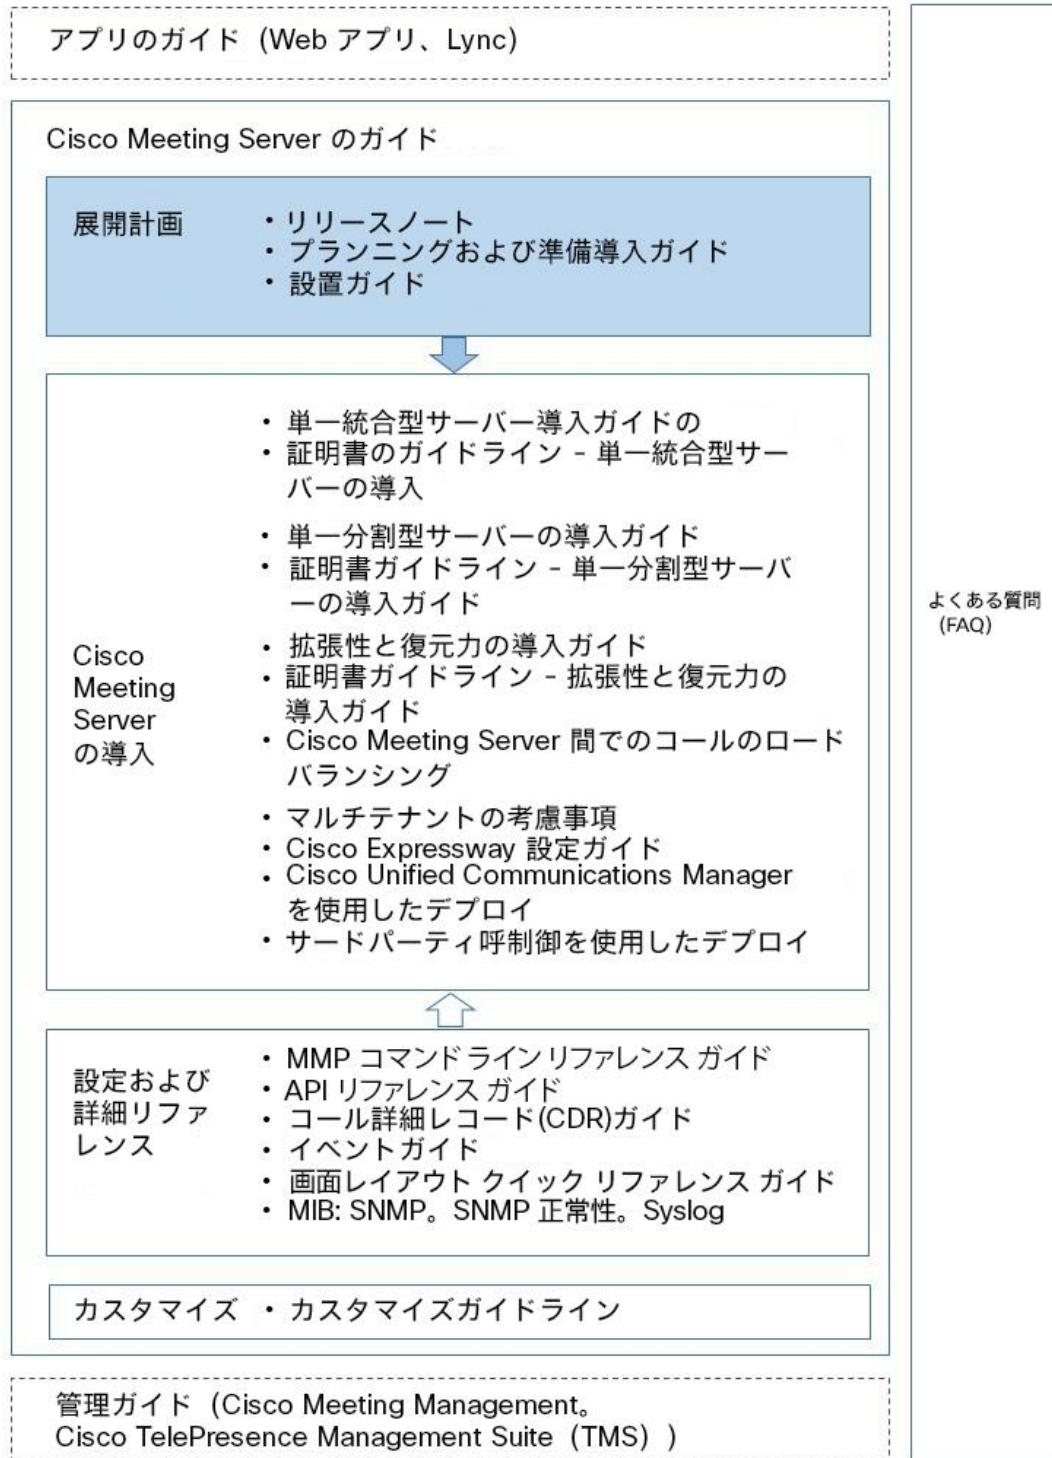 アプリのガイド（Web アプリ、Lync）
Cisco Meeting Server のガイド
展開計画
・リリースノート
・プランニングおよび準備導入ガイド
・設置ガイド
Cisco
Meeting
Server
の導入
・単一統合型サーバー導入ガイドの
・証明書のガイドライン - 単一統合型サー
バーの導入
・単一分割型サーバーの導入ガイド
・証明書ガイドライン - 単一分割型サーバ
ーの導入ガイド
・拡張性と復元力の導入ガイド
・証明書ガイドライン - 拡張性と復元力の
導入ガイド
・Cisco Meeting Server 間でのコールのロード
バランシング
・マルチテナントの考慮事項
・Cisco Expressway 設定ガイド
・Cisco Unified Communications Manager
を使用したデプロイ
・サードパーティ呼制御を使用したデプロイ
設定および
詳細リファ
レンス
・MMP コマンド ライン リファレンス ガイド
・API リファレンス ガイド
・コール詳細レコード(CDR)ガイド
・イベントガイド
・画面レイアウト クイック リファレンス ガイド
・MIB: SNMP。SNMP 正常性。Syslog
カスタマイズ ・カスタマイズガイドライン
管理ガイド（Cisco Meeting Management。
Cisco TelePresence Management Suite（TMS））
よくある質問
（FAQ）